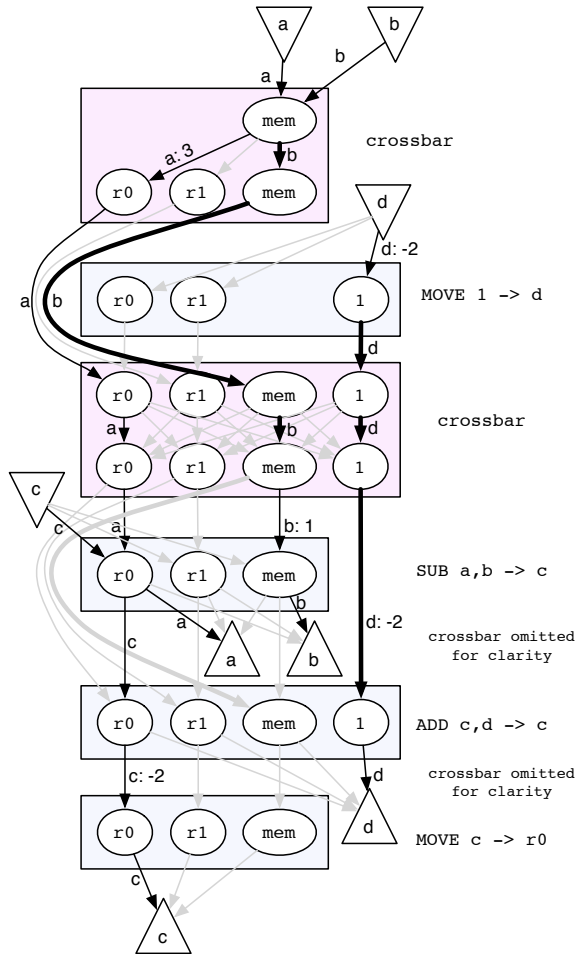 a
b
a
b
mem
crossbar
a: 3
b
r0
r1
mem
d
d: -2
a
b
r0
r1
1
MOVE 1 -> d
d
r0
r1
mem
1
crossbar
a
b
d
r0
r1
mem
1
c
c
a
b: 1
r0
r1
mem
SUB a,b -> c
b
a
d: -2
c
a
b
crossbar omitted
for clarity
r0
r1
mem
1
ADD c,d -> c
c: -2
d
crossbar omitted
for clarity
r0
r1
mem
d
MOVE c -> r0
c
c